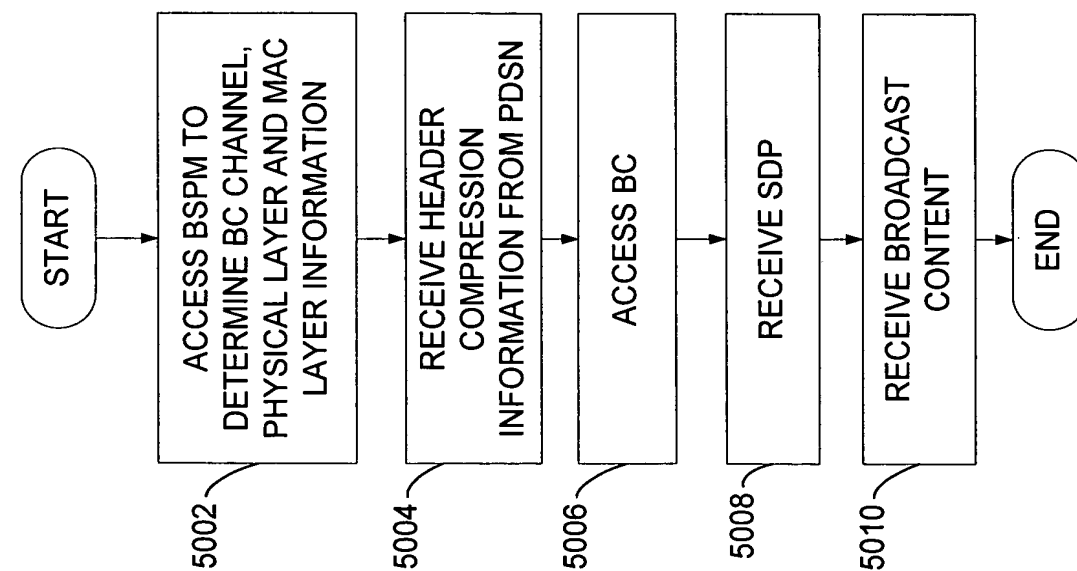 START
5002
ACCESS BSPM TO
DETERMINE BC CHANNEL,
PHYSICAL LAYER AND MAC
LAYER INFORMATION
5004
RECEIVE HEADER
COMPRESSION
INFORMATION FROM PDSN
5006
ACCESS BC
5008
RECEIVE SDP
5010
RECEIVE BROADCAST
CONTENT
END